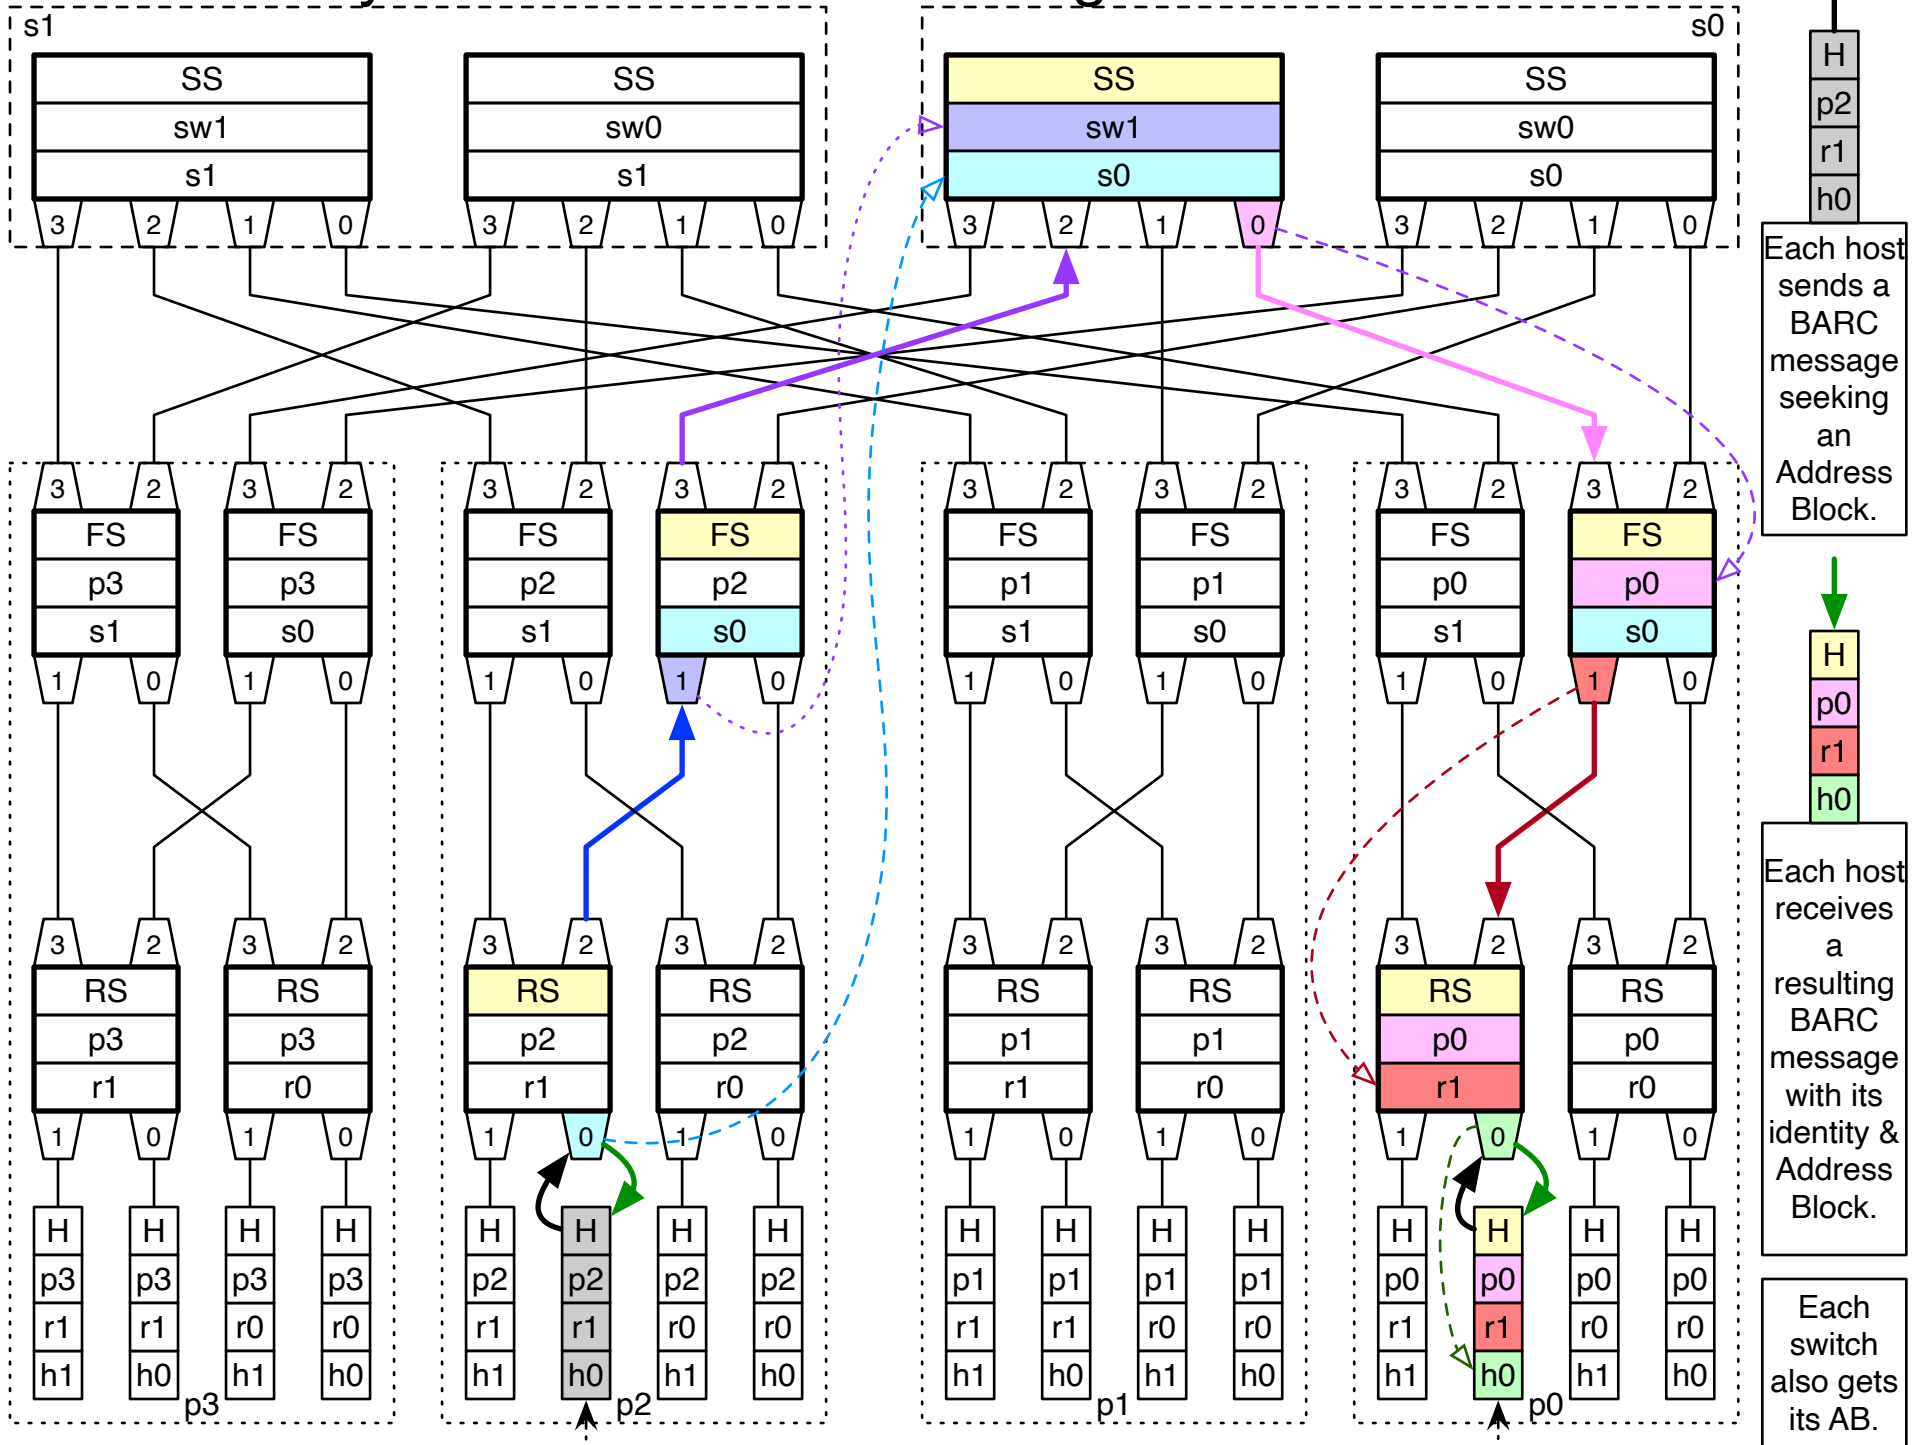 s1
s0
SS SS SS SS
sw1 sw0 sw1 sw0
s1 s1 s0 s0
3 2 1 0 3 2 1 0 3 2 1 0 3 2 1 0
3 2 3 2 3 2 3 2 3 2 3 2 3 2 3 2
FS FS FS FS FS FS FS FS
p3 p3 p2 p2 p1 p1 p0 p0
s1 s0 s1 s0 s1 s0 s1 s0
1 0 1 0 1 0 1 0 1 0 1 0 1 0 1 0
3 2 3 2 3 2 3 2 3 2 3 2 3 2 3 2
RS RS RS RS RS RS RS RS
p3 p3 p2 p2 p1 p1 p0 p0
r1 r0 r1 r0 r1 r0 r1 r0
1 0 1 0 1 0 1 0 1 0 1 0 1 0 1 0
H H H H H H H H H H H H H H H H
p3 p3 p3 p3 p2 p2 p2 p2 p1 p1 p1 p1 p0 p0 p0 p0
r1 r1 r0 r0 r1 r1 r0 r0 r1 r1 r0 r0 r1 r1 r0 r0
h1 h0 h1 h0 h1 h0 h1 h0 h1 h0 h1 h0 h1 h0 h1 h0
p3 p2 p1 p0
H
p2
r1
h0
Each host
sends a
BARC
message
seeking
an
Address
Block.
H
p0
r1
h0
Each host
receives
a
resulting
BARC
message
with its
identity &
Address
Block.
Each
switch
also gets
its AB.